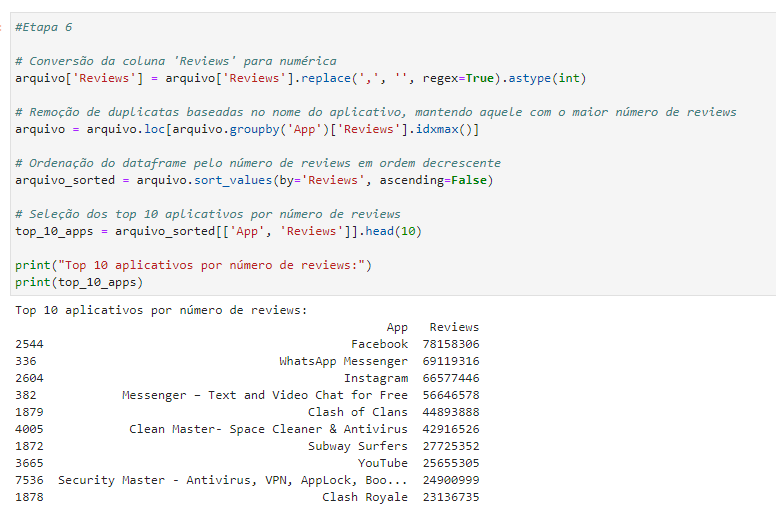 #Etapa 6
# Conversão da coluna 'Reviews' para numérica
arquivo['Reviews'] = arquivo['Reviews'].replace(',', '', regex=True).astype(int)
# Remoção de duplicatas baseadas no nome do aplicativo, mantendo aquele com o maior número de reviews
arquivo = arquivo.loc[arquivo.groupby('App')['Reviews'].idxmax()]
# Ordenação do dataframe pelo número de reviews em ordem decrescente
arquivo_sorted = arquivo.sort_values(by='Reviews', ascending=False)
# Seleção dos top 10 aplicativos por número de reviews
top_10_apps = arquivo_sorted[['App', 'Reviews']].head(10)
print("Top 10 aplicativos por número de reviews:")
print(top_10_apps)
Top 10 aplicativos por número de reviews:
App Reviews
2544 Facebook 78158306
336 WhatsApp Messenger 69119316
2604 Instagram 66577446
382 Messenger – Text and Video Chat for Free 56646578
1879 Clash of Clans 44893888
4005 Clean Master- Space Cleaner & Antivirus 42916526
1872 Subway Surfers 27725352
3665 YouTube 25655305
7536 Security Master - Antivirus, VPN, AppLock, Boo... 24900999
1878 Clash Royale 23136735